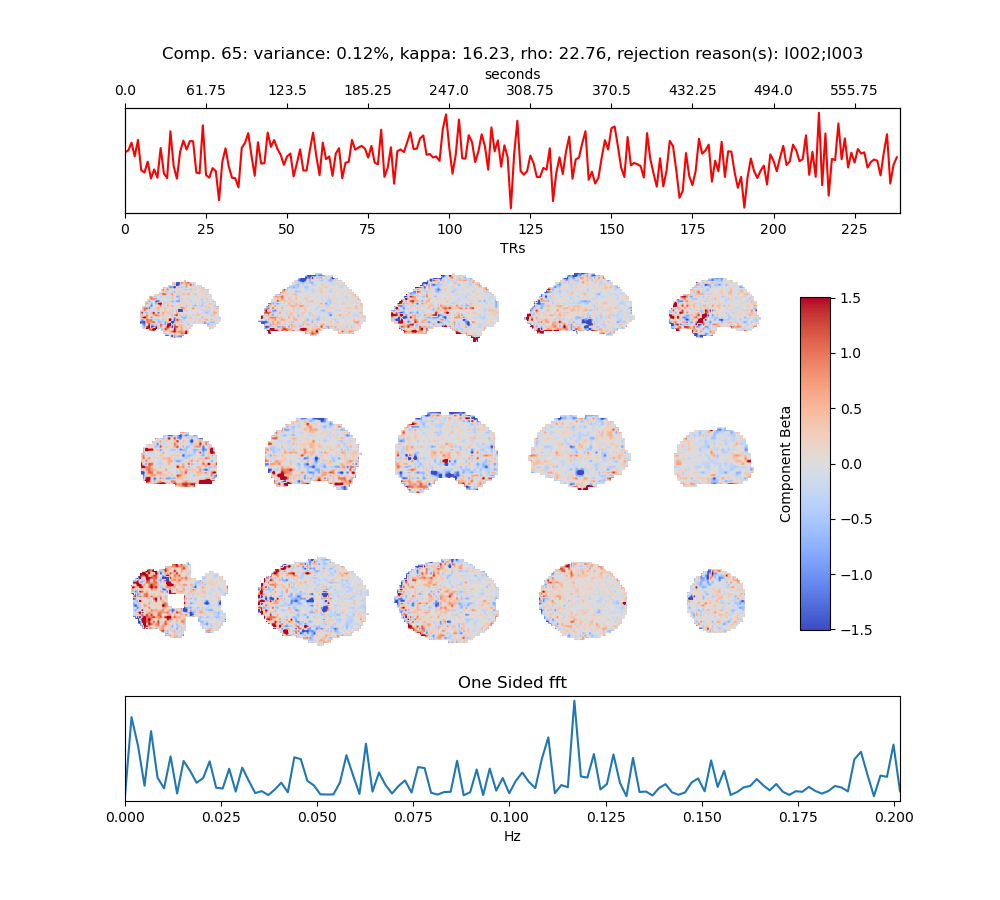 Comp. 65: variance: 0.12%, kappa: 16.23, rho: 22.76, rejection reason(s): I002;I003
seconds
0.0 61.75 123.5 185.25 247.0 308.75 370.5 432.25 494.0 555.75
0 25 50 75 100 125 150 175 200 225
TRs
1.5
1.0
0.5
0.0
−0.5
−1.0
−1.5
Component Beta
One Sided fft
0.000 0.025 0.050 0.075 0.100 0.125 0.150 0.175 0.200
Hz